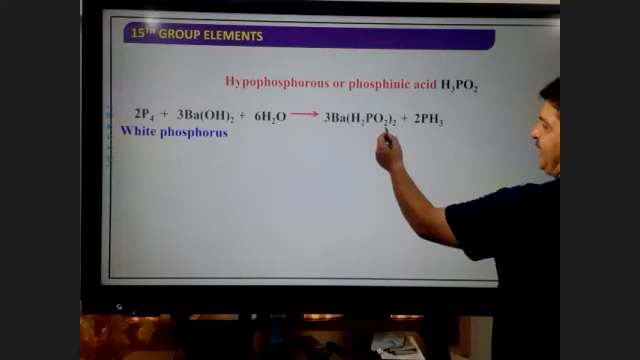 15TH GROUP ELEMENTS
Hypophosphorous or phosphinic acid H₃PO₂
2P₄ + 3Ba(OH)₂ + 6H₂O ⟶ 3Ba(H₂PO₂)₂ + 2PH₃
White phosphorus